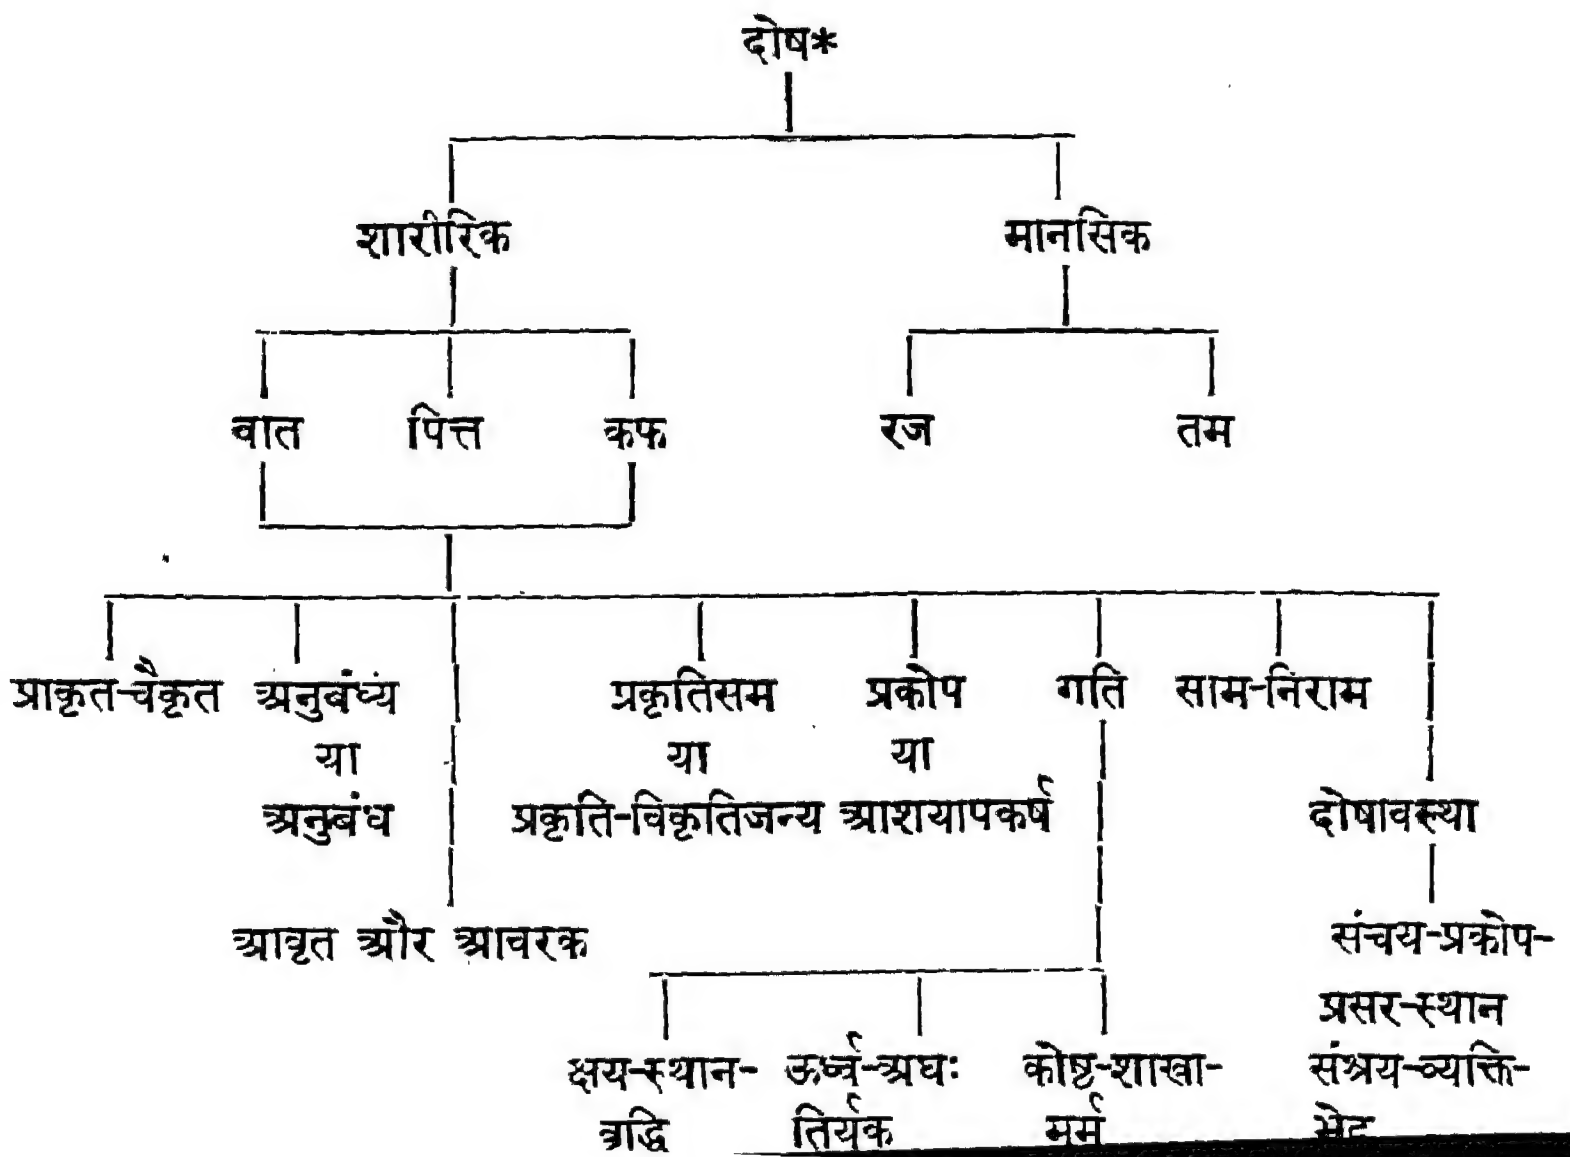 दोष*
शारीरिक मानसिक
वात पित्त कफ रज तम
प्राकृत-वैकृत अनुबंध्य प्रकृतिसम प्रकोप गति साम-निराम
या या या
अनुबंध प्रकृति-विकृतिजन्य आशयापकर्ष दोषावस्था
आवृत और आवरक संचय-प्रकोप-
प्रसर-स्थान
क्षय-स्थान- ऊर्ध्व-अधः कोष्ट-शाखा- संश्रय-व्यक्ति-
वृद्धि तिर्यक मर्म भेद